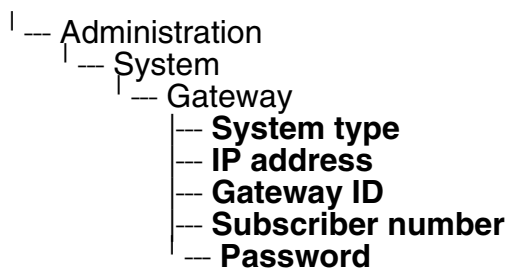 --- Administration
--- System
--- Gateway
--- System type
--- IP address
--- Gateway ID
--- Subscriber number
--- Password